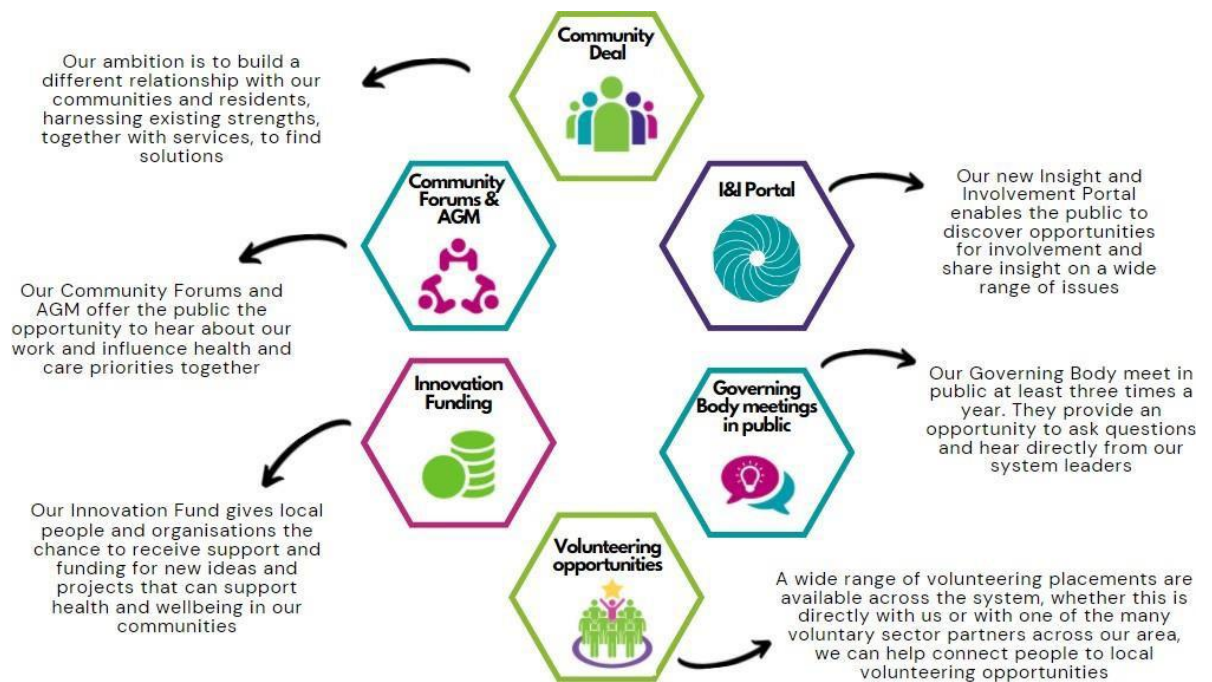 Community
Deal
Our ambition is to build a
different relationship with our
communities and residents,
harnessing existing strengths,
together with services, to find
solutions
Community
Forums &
AGM
Our Community Forums and
AGM offer the public the
opportunity to hear about our
work and influence health and
care priorities together
I&I Portal
Our new Insight and
Involvement Portal
enables the public to
discover opportunities
for involvement and
share insight on a wide
range of issues
Innovation
Funding
Our Innovation Fund gives local
people and organisations the
chance to receive support and
funding for new ideas and
projects that can support
health and wellbeing in our
communities
Governing
Body meetings
in public
Our Governing Body meet in
public at least three times a
year. They provide an
opportunity to ask questions
and hear directly from our
system leaders
Volunteering
opportunities
A wide range of volunteering placements are
available across the system, whether this is
directly with us or with one of the many
voluntary sector partners across our area,
we can help connect people to local
volunteering opportunities